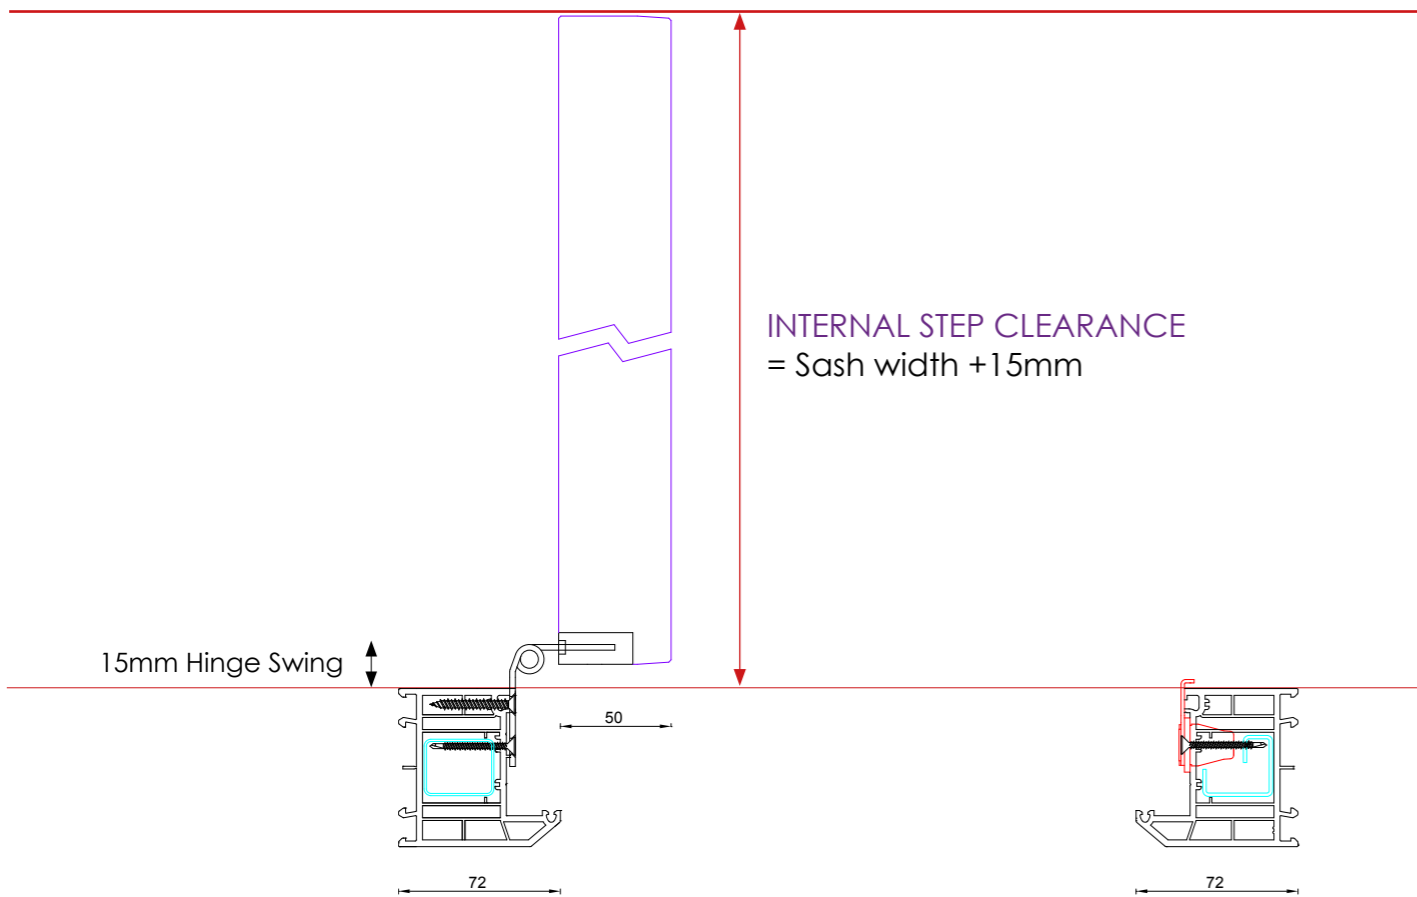 INTERNAL STEP CLEARANCE
= Sash width +15mm
15mm Hinge Swing
50
72
72